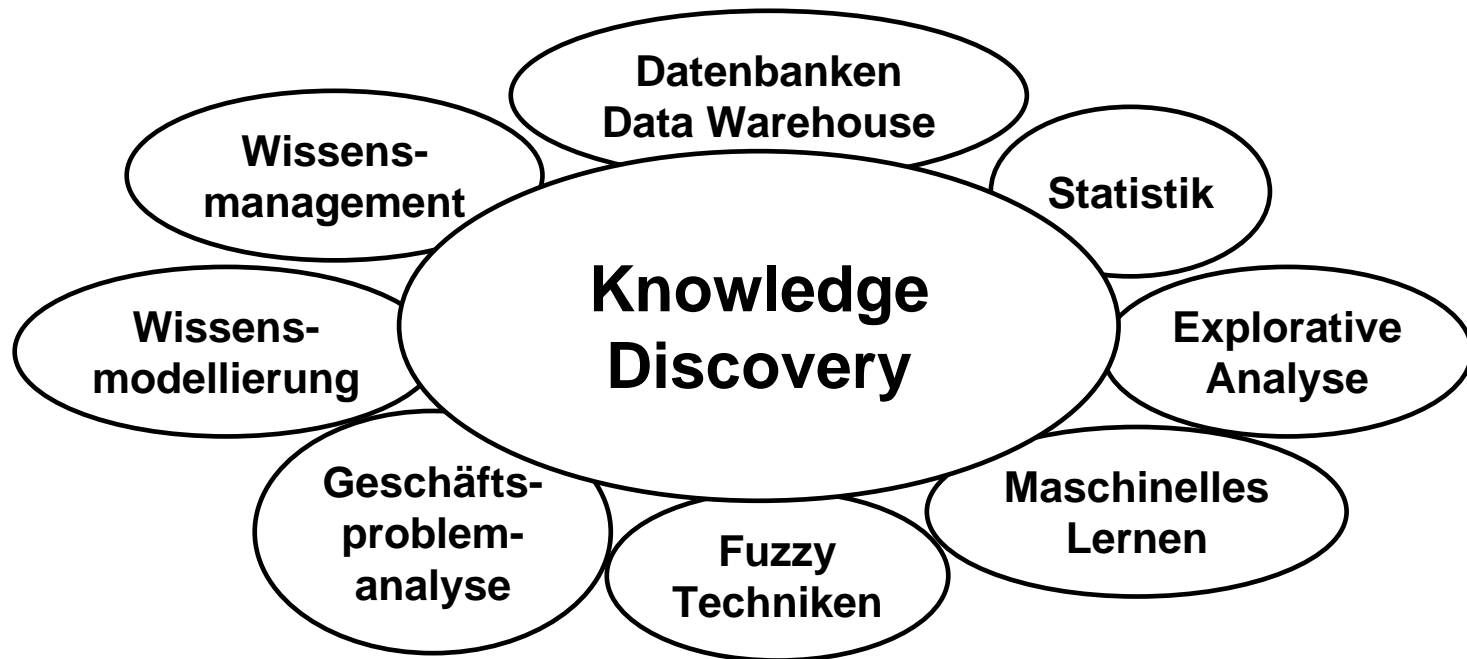 Datenbanken
Data Warehouse
Wissens-
management
Statistik
Knowledge
Discovery
Wissens-
modellierung
Explorative
Analyse
Geschäfts-
problem-
analyse
Maschinelles
Lernen
Fuzzy
Techniken